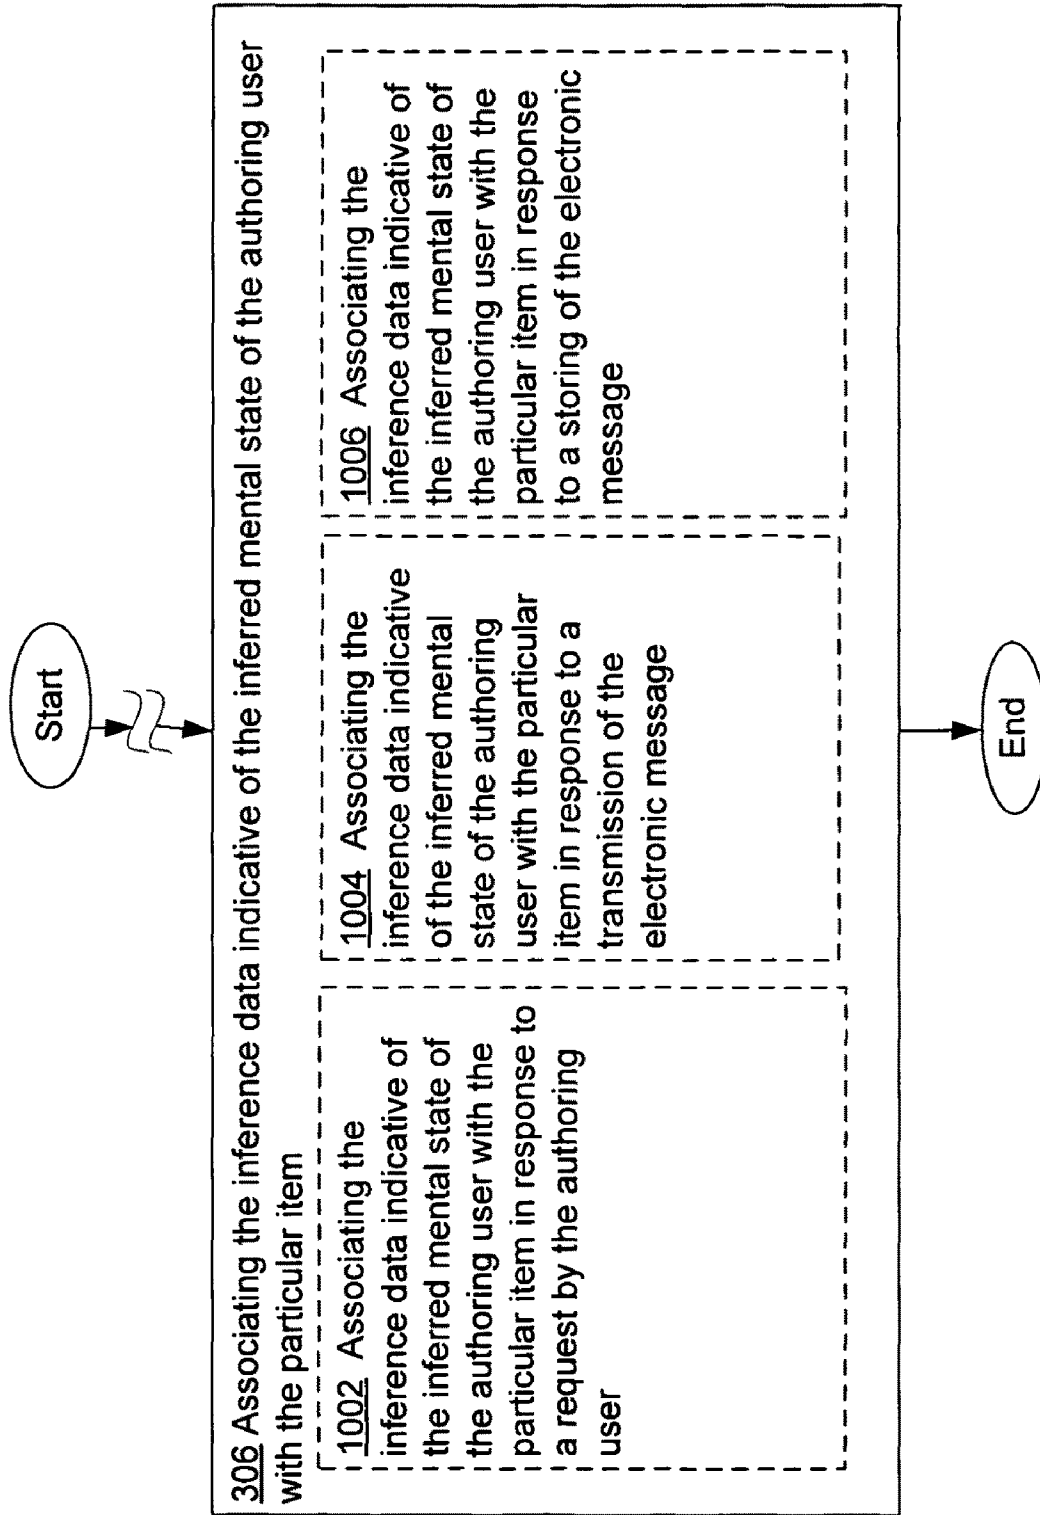 Start
306 Associating the inference data indicative of the inferred mental state of the authoring user
with the particular item
1002 Associating the
inference data indicative of
the inferred mental state of
the authoring user with the
particular item in response to
a request by the authoring
user
1004 Associating the
inference data indicative
of the inferred mental
state of the authoring
user with the particular
item in response to a
transmission of the
electronic message
1006 Associating the
inference data indicative of
the inferred mental state of
the authoring user with the
particular item in response
to a storing of the electronic
message
End